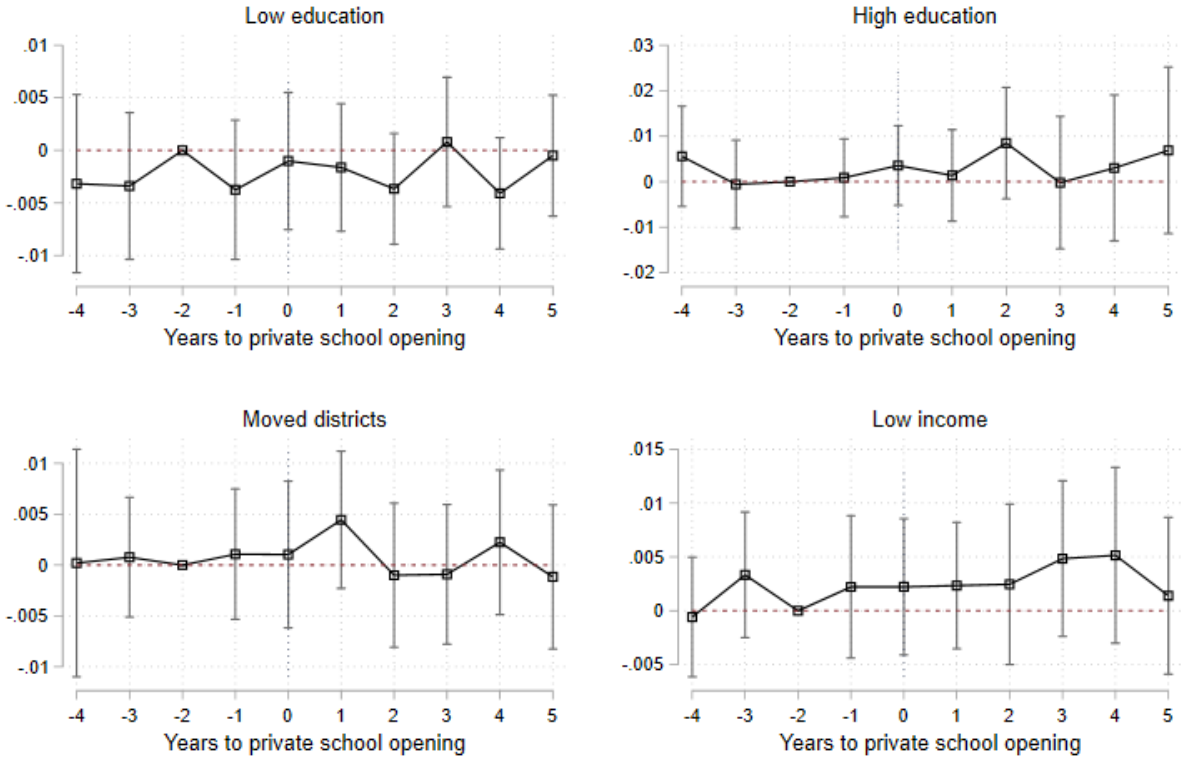 Low education
.01
.005
0
-.005
-.01
-4 -3 -2 -1 0 1 2 3 4 5
Years to private school opening
High education
.03
.02
.01
0
-.01
-.02
-4 -3 -2 -1 0 1 2 3 4 5
Years to private school opening
Moved districts
.01
.005
0
-.005
-.01
-4 -3 -2 -1 0 1 2 3 4 5
Years to private school opening
Low income
.015
.01
.005
0
-.005
-4 -3 -2 -1 0 1 2 3 4 5
Years to private school opening